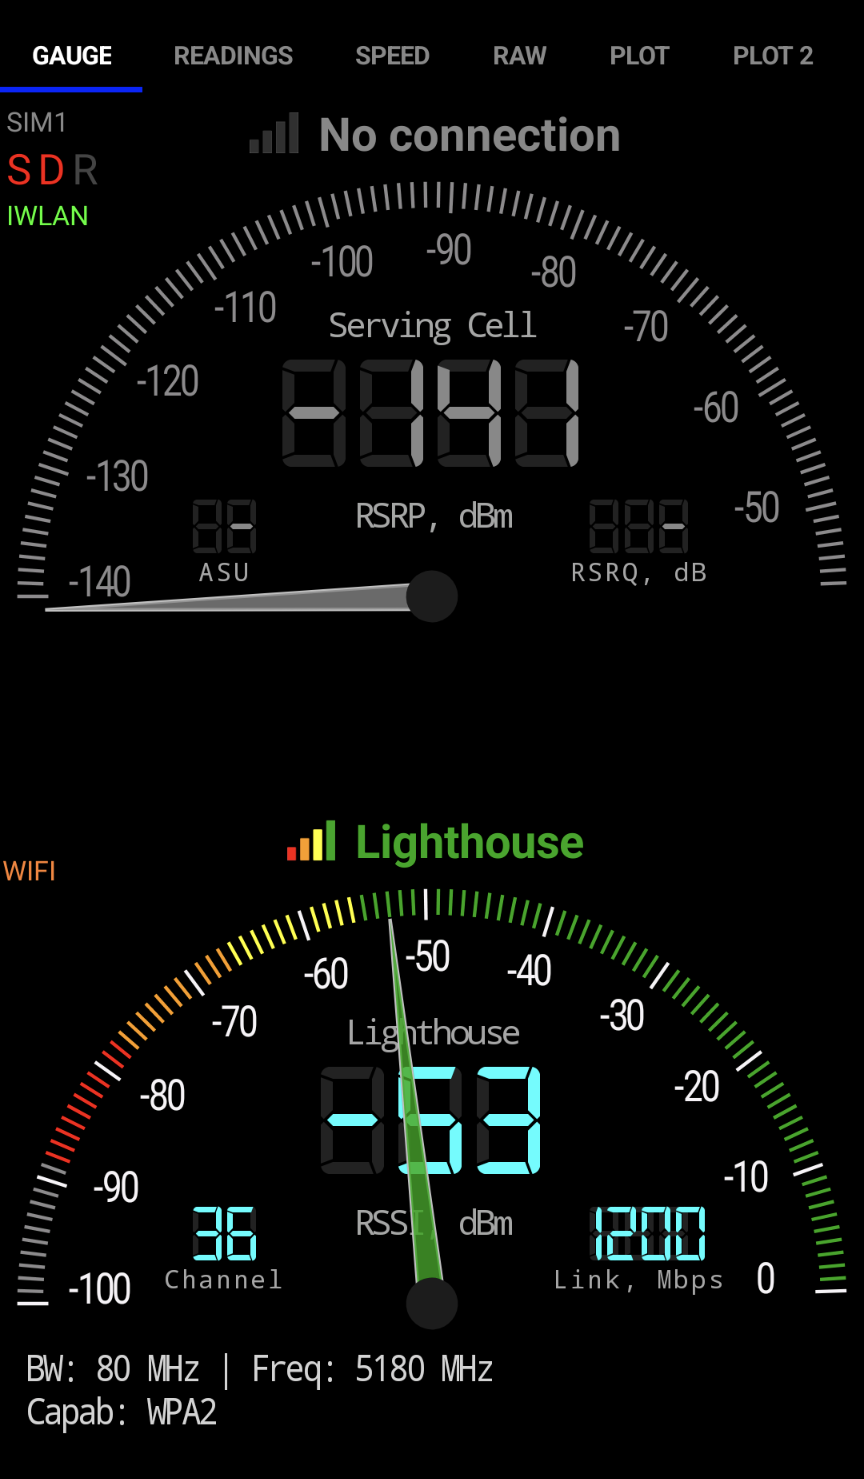 GAUGE READINGS SPEED RAW PLOT PLOT 2
SIM1
No connection
S D R
IWLAN
-140 -130 -120 -110 -100 -90 -80 -70 -60 -50
Serving Cell
-141
RSRP, dBm
-
ASU
-
RSRQ, dB
Lighthouse
WIFI
-100 -90 -80 -70 -60 -50 -40 -30 -20 -10 0
Lighthouse
-53
RSSI, dBm
36
Channel
1200
Link, Mbps
BW: 80 MHz | Freq: 5180 MHz
Capab: WPA2